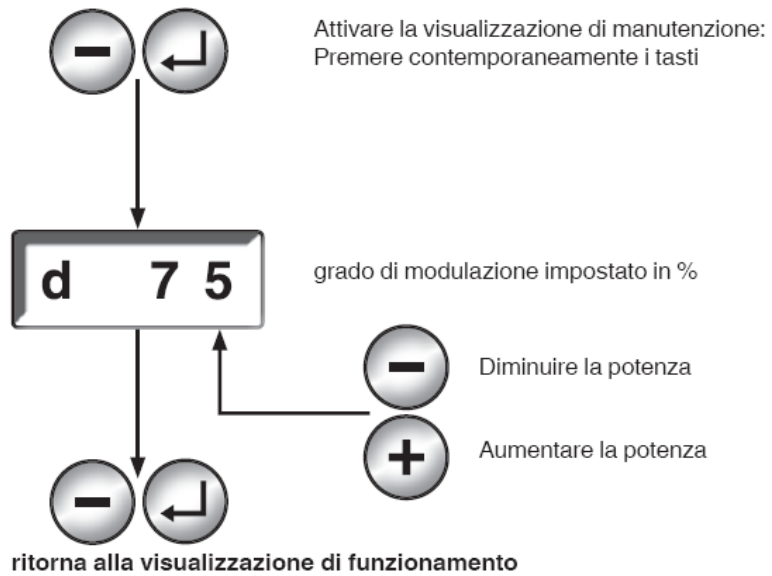 Attivare la visualizzazione di manutenzione:
Premere contemporaneamente i tasti
d 75
grado di modulazione impostato in %
Diminuire la potenza
Aumentare la potenza
ritorna alla visualizzazione di funzionamento